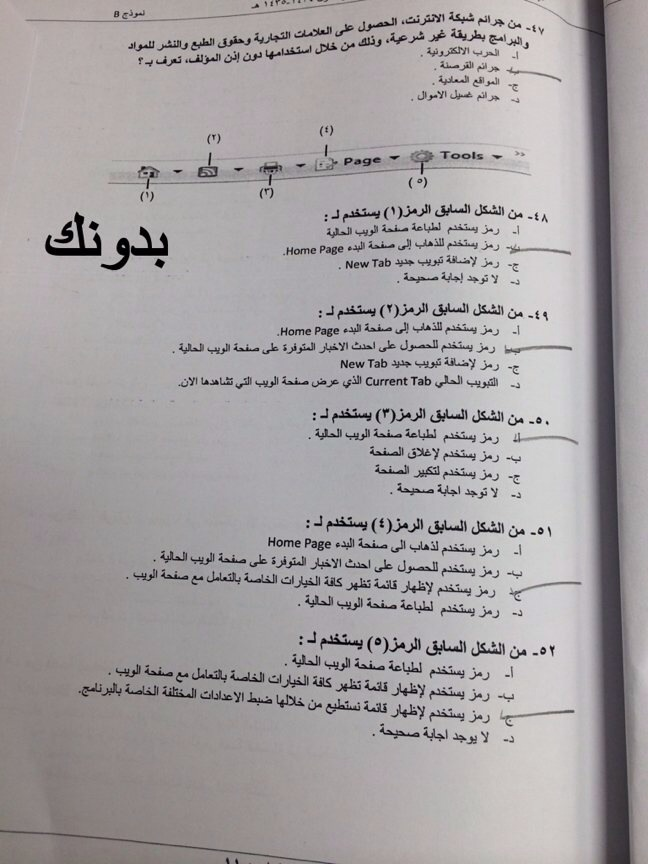 ١٤٣٥ هـ
نموذج B
٤٧- من جرائم شبكة الانترنت، الحصول على العلامات التجارية وحقوق الطبع والنشر للمواد
والبرامج بطريقة غير شرعية، وذلك من خلال استخدامها دون إذن المؤلف، تعرف بـ ؟
أ- الحرب الالكترونية .
ب- جرائم القرصنة .
ج- المواقع المعادية .
د- جرائم غسيل الاموال .
(١) (٢) (٣) (٤) (٥)
Page Tools
بدونك
٤٨- من الشكل السابق الرمز(١) يستخدم لـ :
أ- رمز يستخدم لطباعة صفحة الويب الحالية
ب- رمز يستخدم للذهاب إلى صفحة البدء Home Page.
ج- رمز لإضافة تبويب جديد New Tab .
د- لا توجد إجابة صحيحة .
٤٩- من الشكل السابق الرمز(٢) يستخدم لـ :
أ- رمز يستخدم للذهاب إلى صفحة البدء Home Page.
ب- رمز يستخدم للحصول على احدث الاخبار المتوفرة على صفحة الويب الحالية .
ج- رمز لإضافة تبويب جديد New Tab
د- التبويب الحالي Current Tab الذي عرض صفحة الويب التي تشاهدها الان.
٥٠- من الشكل السابق الرمز(٣) يستخدم لـ :
أ- رمز يستخدم لطباعة صفحة الويب الحالية .
ب- رمز يستخدم لإغلاق الصفحة
ج- رمز يستخدم لتكبير الصفحة
د- لا توجد اجابة صحيحة .
٥١- من الشكل السابق الرمز(٤) يستخدم لـ :
أ- رمز يستخدم لذهاب الى صفحة البدء Home Page
ب- رمز يستخدم للحصول على احدث الاخبار المتوفرة على صفحة الويب الحالية .
ج- رمز يستخدم لإظهار قائمة تظهر كافة الخيارات الخاصة بالتعامل مع صفحة الويب .
د- رمز يستخدم لطباعة صفحة الويب الحالية .
٥٢- من الشكل السابق الرمز(٥) يستخدم لـ :
أ- رمز يستخدم لطباعة صفحة الويب الحالية .
ب- رمز يستخدم لإظهار قائمة تظهر كافة الخيارات الخاصة بالتعامل مع صفحة الويب .
ج- رمز يستخدم لإظهار قائمة نستطيع من خلالها ضبط الاعدادات المختلفة الخاصة بالبرنامج.
د- لا يوجد اجابة صحيحة .